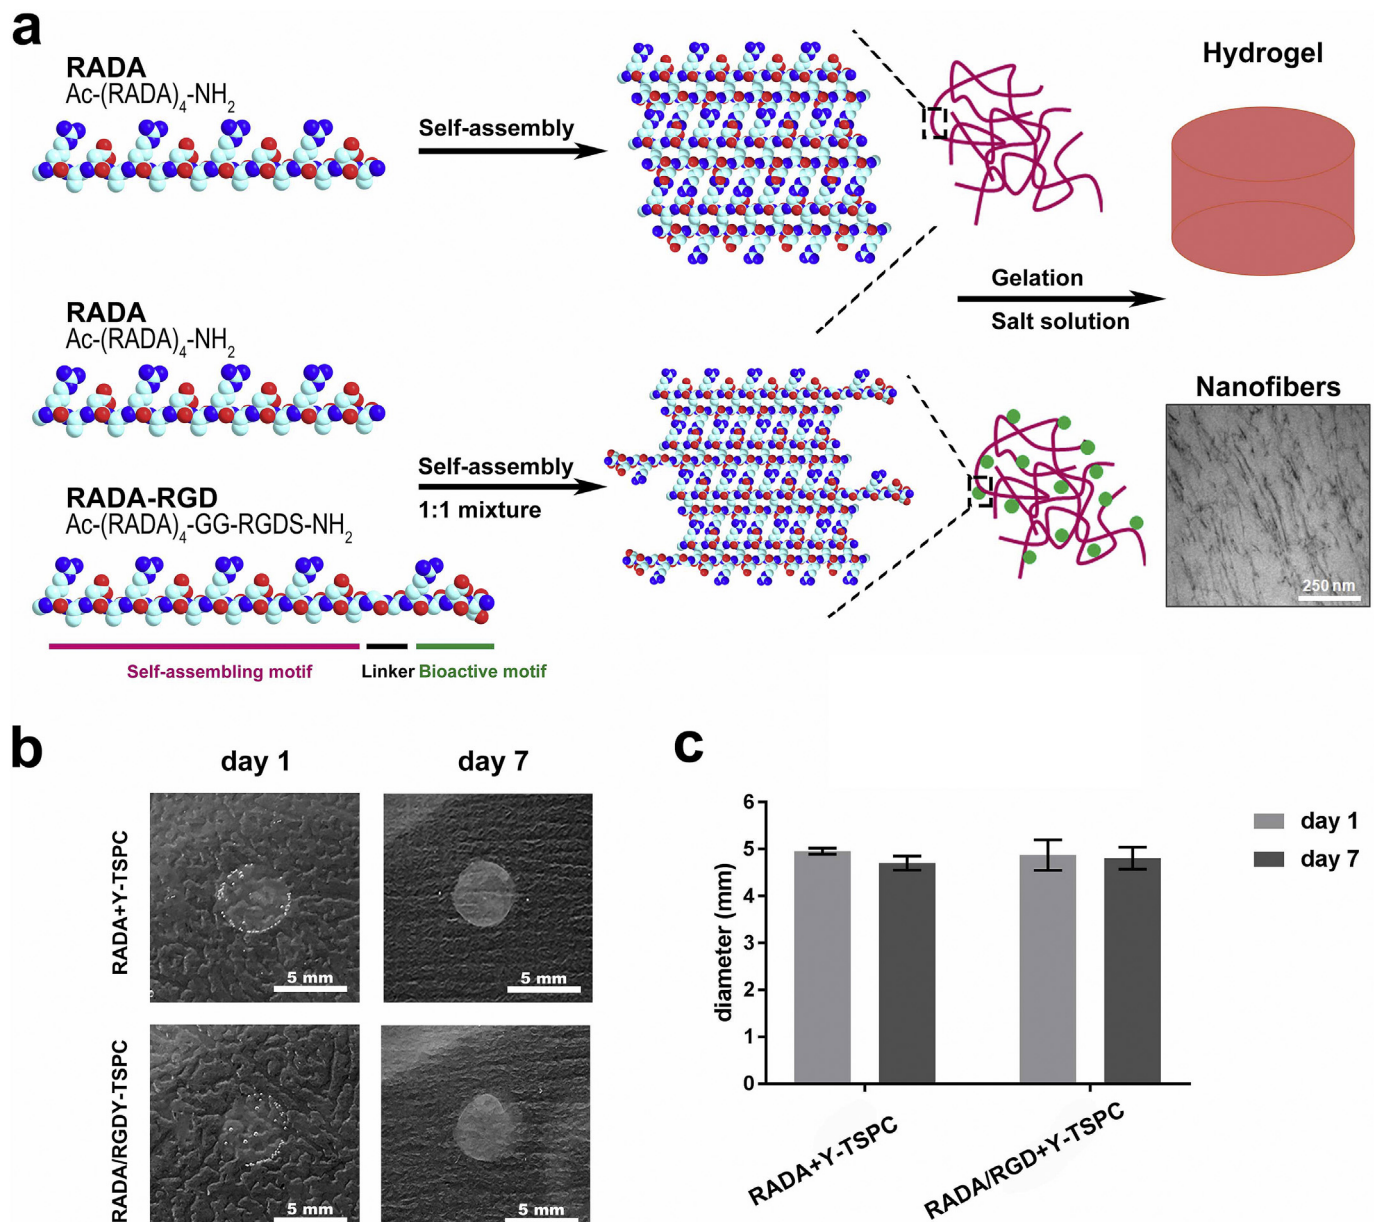 a
RADA
Ac-(RADA)4-NH2
Self-assembly
Hydrogel
RADA
Ac-(RADA)4-NH2
Gelation
Salt solution
RADA-RGD
Ac-(RADA)4-GG-RGDS-NH2
Self-assembly
1:1 mixture
Nanofibers
250 nm
Self-assembling motif
Linker
Bioactive motif
b
day 1
day 7
RADA+Y-TSPC
5 mm
5 mm
RADA/RGDY-TSPC
5 mm
5 mm
c
diameter (mm)
6
5
4
3
2
1
0
RADA+Y-TSPC
RADA/RGD+Y-TSPC
day 1
day 7